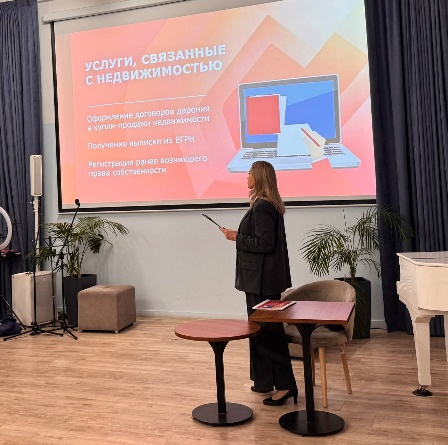 УСЛУГИ, СВЯЗАННЫЕ
С НЕДВИЖИМОСТЬЮ
Оформление договоров дарения
и купли-продажи недвижимости
Получение выписки из ЕГРН
Регистрация ранее возникшего
права собственности